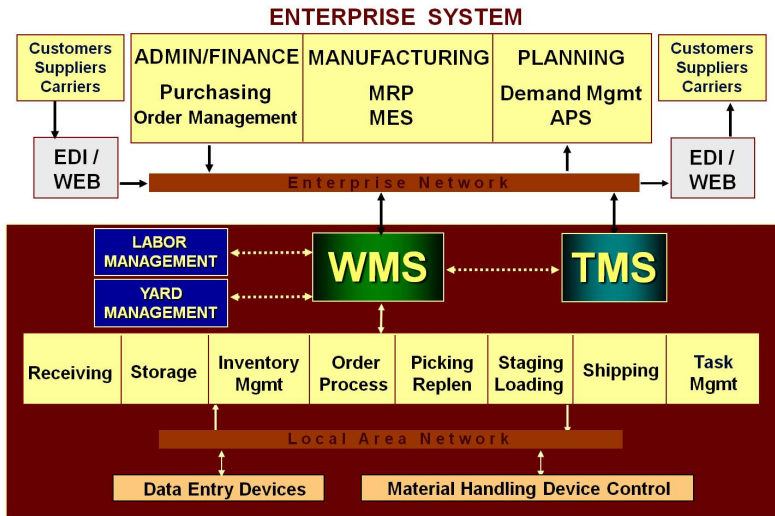 ENTERPRISE SYSTEM
Customers
Suppliers
Carriers
ADMIN/FINANCE
Purchasing
Order Management
MANUFACTURING
MRP
MES
PLANNING
Demand Mgmt
APS
Customers
Suppliers
Carriers
EDI /
WEB
Enterprise Network
EDI /
WEB
LABOR
MANAGEMENT
YARD
MANAGEMENT
WMS
TMS
Receiving
Storage
Inventory
Mgmt
Order
Process
Picking
Replen
Staging
Loading
Shipping
Task
Mgmt
Local Area Network
Data Entry Devices
Material Handling Device Control